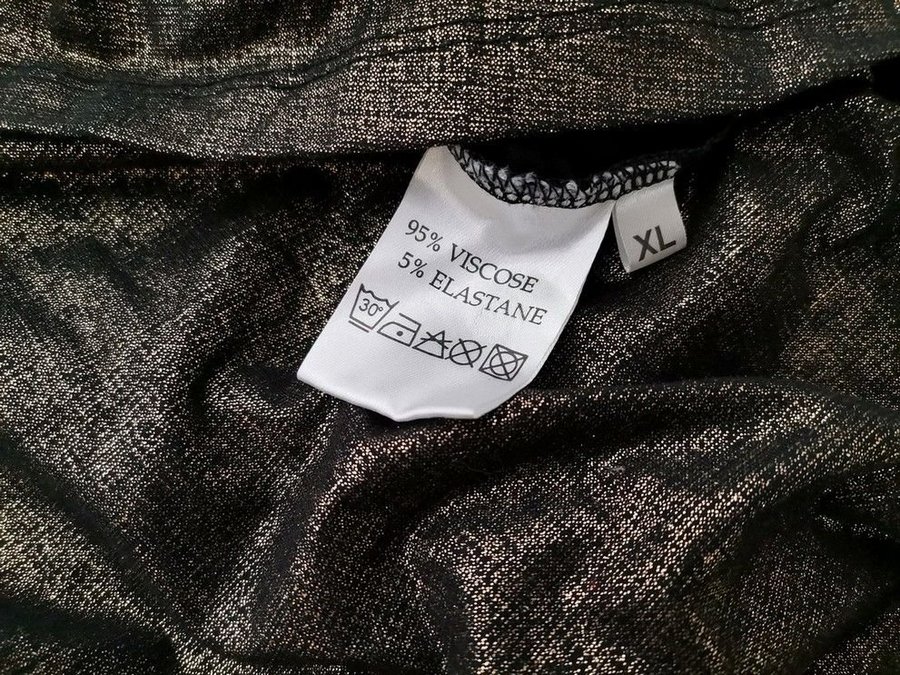 95% VISCOSE
5% ELASTANE
30°
XL